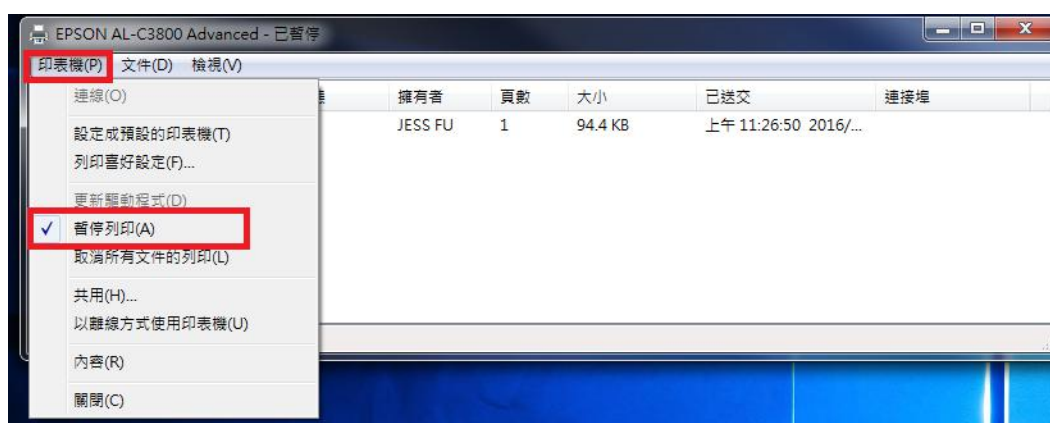 EPSON AL-C3800 Advanced - 已暫停
印表機(P) 文件(D) 檢視(V)
擁有者 頁數 大小 已送交 連接埠
JESS FU 1 94.4 KB 上午 11:26:50 2016/...
連線(O)
設定成預設的印表機(T)
列印喜好設定(F)...
更新驅動程式(D)
✓ 暫停列印(A)
取消所有文件的列印(L)
共用(H)...
以離線方式使用印表機(U)
內容(R)
關閉(C)